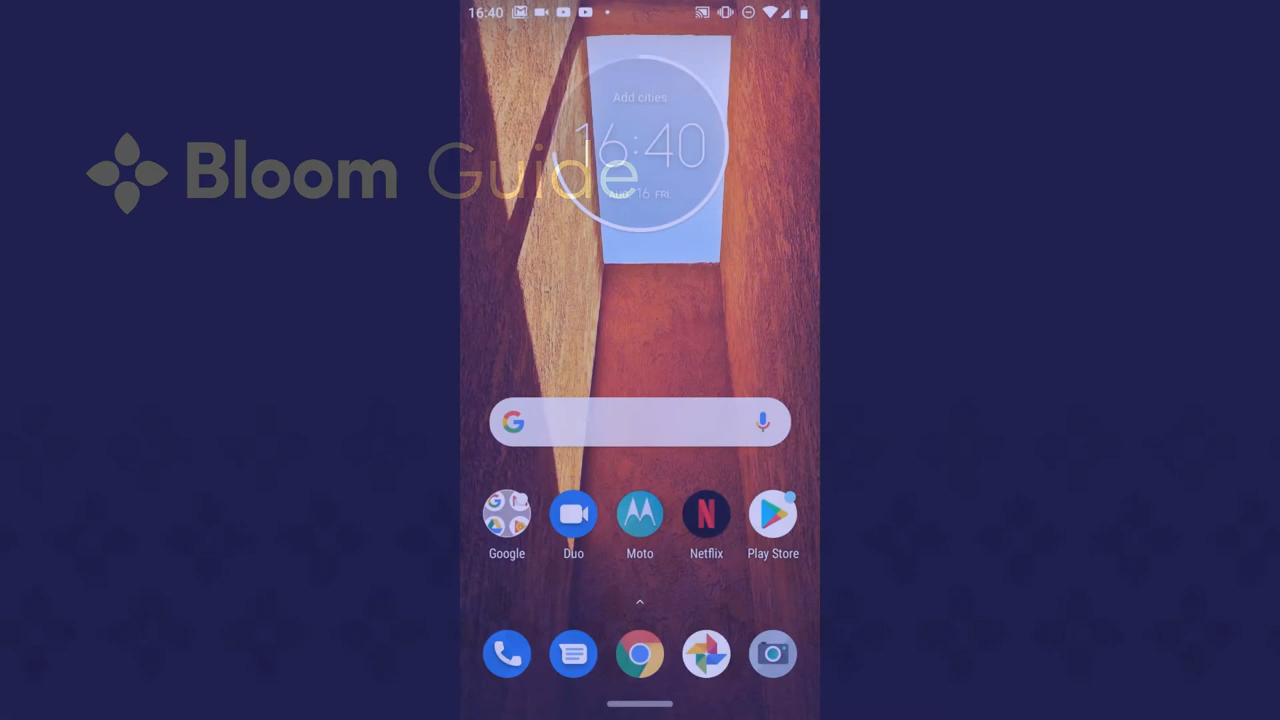 16:40
Add cities
16:40
AUG 16 FRI
Bloom Guide
Google
Duo
Moto
Netflix
Play Store